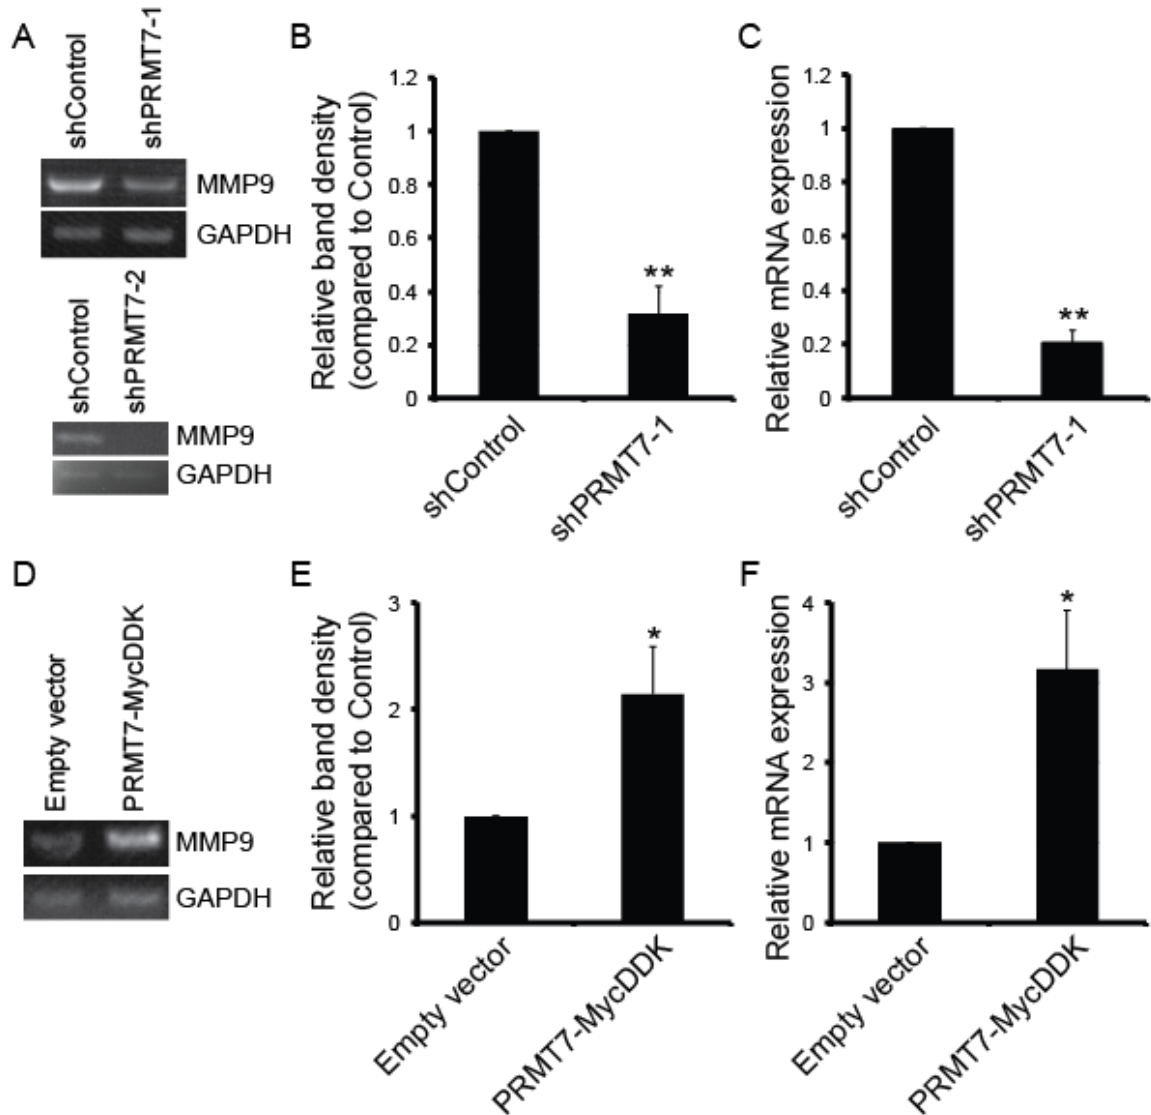 A
shControl
shPRMT7-1
MMP9
GAPDH
shControl
shPRMT7-2
MMP9
GAPDH
B
Relative band density
(compared to Control)
1.2
1
0.8
0.6
0.4
0.2
0
**
shControl
shPRMT7-1
C
Relative mRNA expression
1.2
1
0.8
0.6
0.4
0.2
0
**
shControl
shPRMT7-1
D
Empty vector
PRMT7-MycDDK
MMP9
GAPDH
E
Relative band density
(compared to Control)
3
2
1
0
*
Empty vector
PRMT7-MycDDK
F
Relative mRNA expression
4
3
2
1
0
*
Empty vector
PRMT7-MycDDK